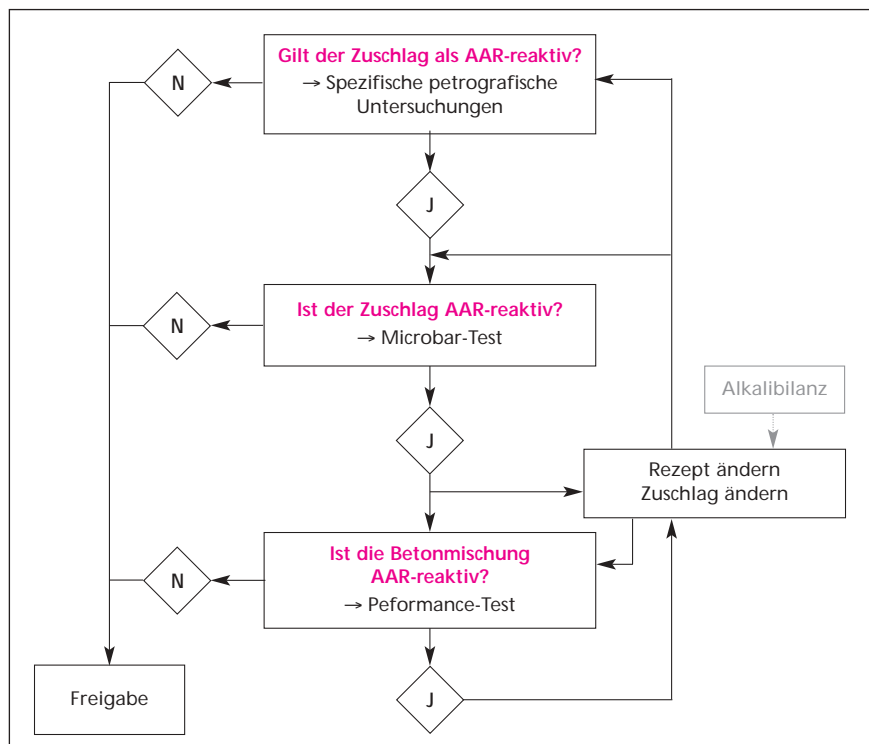 Gilt der Zuschlag als AAR-reaktiv?
→ Spezifische petrografische
Untersuchungen
N
J
Ist der Zuschlag AAR-reaktiv?
→ Microbar-Test
N
J
Alkalibilanz
Rezept ändern
Zuschlag ändern
Ist die Betonmischung
AAR-reaktiv?
→ Peformance-Test
N
J
Freigabe